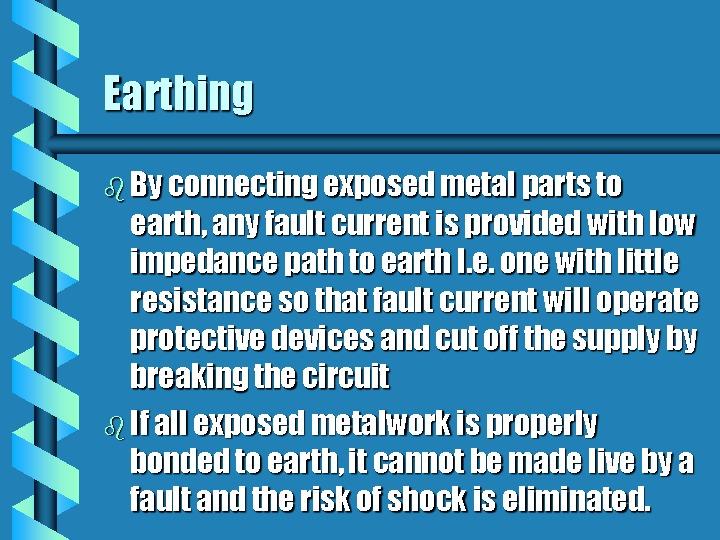 Earthing
By connecting exposed metal parts to
earth, any fault current is provided with low
impedance path to earth I.e. one with little
resistance so that fault current will operate
protective devices and cut off the supply by
breaking the circuit
If all exposed metalwork is properly
bonded to earth, it cannot be made live by a
fault and the risk of shock is eliminated.